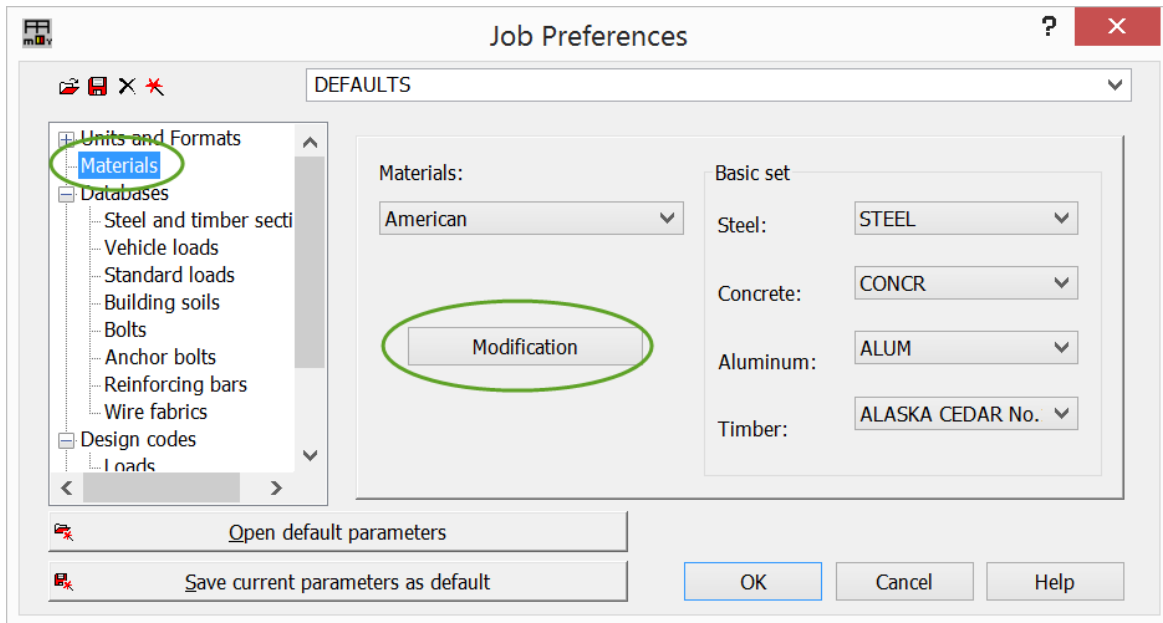 Job Preferences
?
DEFAULTS
Units and Formats
Materials
Databases
Steel and timber secti
Vehicle loads
Standard loads
Building soils
Bolts
Anchor bolts
Reinforcing bars
Wire fabrics
Design codes
Loads
Materials:
American
Modification
Basic set
Steel:
STEEL
Concrete:
CONCR
Aluminum:
ALUM
Timber:
ALASKA CEDAR No.
Open default parameters
Save current parameters as default
OK
Cancel
Help